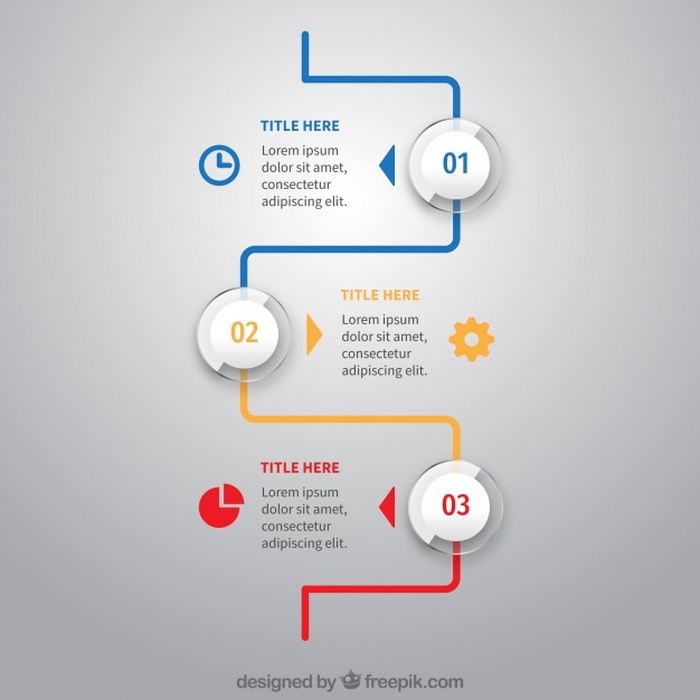 TITLE HERE
Lorem ipsum
dolor sit amet,
consectetur
adipiscing elit.
01
02
TITLE HERE
Lorem ipsum
dolor sit amet,
consectetur
adipiscing elit.
TITLE HERE
Lorem ipsum
dolor sit amet,
consectetur
adipiscing elit.
03
designed by freepik.com